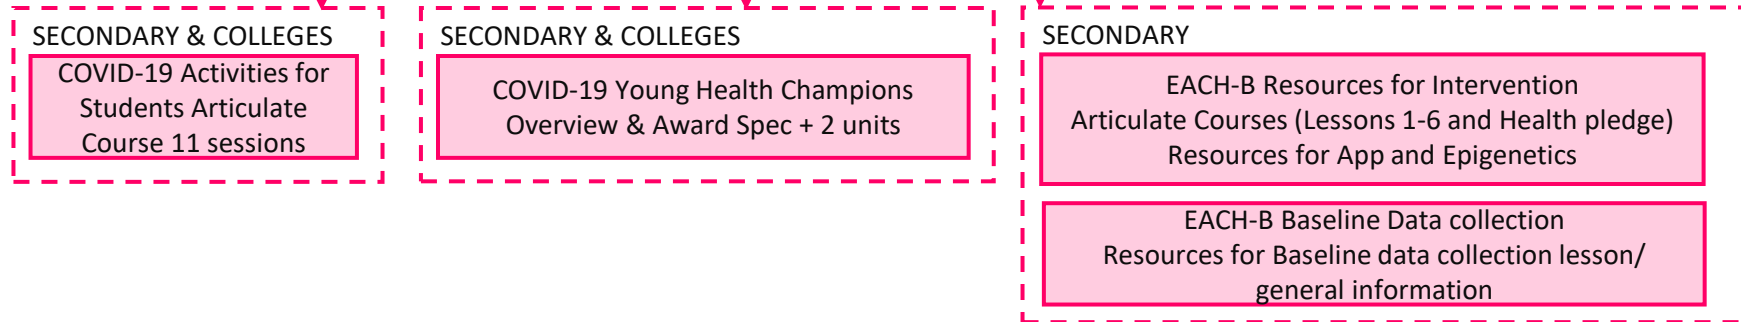 SECONDARY & COLLEGES
COVID-19 Activities for
Students Articulate
Course 11 sessions
SECONDARY & COLLEGES
COVID-19 Young Health Champions
Overview & Award Spec + 2 units
SECONDARY
EACH-B Resources for Intervention
Articulate Courses (Lessons 1-6 and Health pledge)
Resources for App and Epigenetics
EACH-B Baseline Data collection
Resources for Baseline data collection lesson/
general information